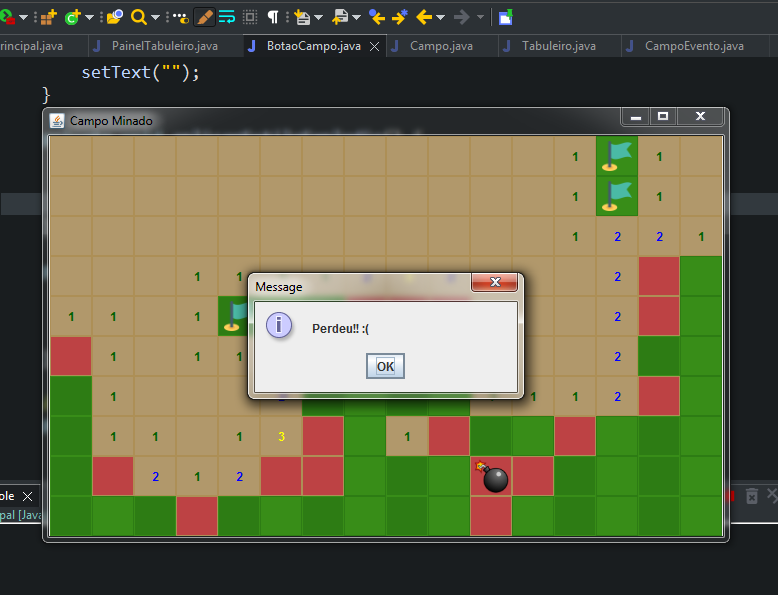 rincipal.java PainelTabuleiro.java BotaoCampo.java Campo.java Tabuleiro.java CampoEvento.java
setText("");
}
Campo Minado
1 1
1 1
1 2 2 1
1 1 2
Message
1 1 1 2
Perdeu!! :(
1 1 1 2
OK
1 1 1 2
1 1 1 3 1
2 1 2
ole
pal [Java